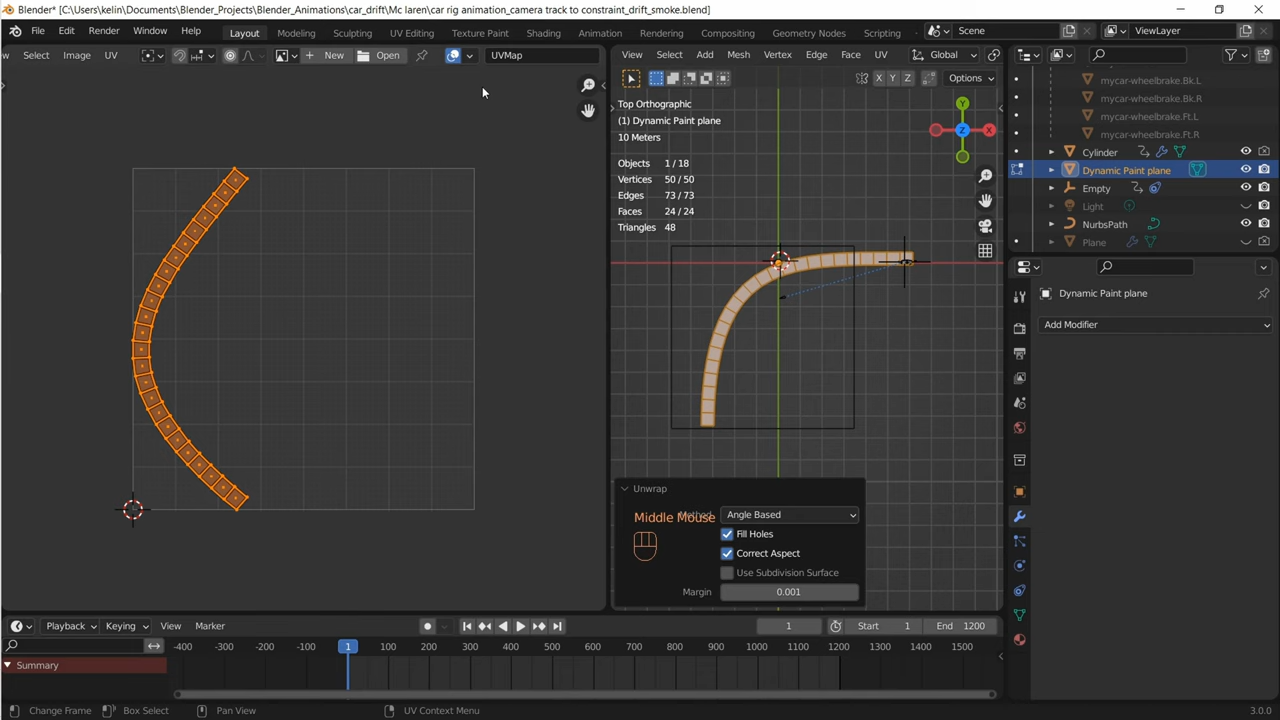 Blender* [C:\Users\kelin\Documents\Blender_Projects\Blender_Animations\car_drift\Mc laren\car rig animation_camera track to constraint_drift_smoke.blend]
File Edit Render Window Help Layout Modeling Sculpting UV Editing Texture Paint Shading Animation Rendering Compositing Geometry Nodes Scripting Scene ViewLayer
w Select Image UV New Open UVMap View Select Add Mesh Vertex Edge Face UV Global
X Y Z Options
Top Orthographic
(1) Dynamic Paint plane
10 Meters
Objects 1 / 18
Vertices 50 / 50
Edges 73 / 73
Faces 24 / 24
Triangles 48
Y
Z
X
mycar-wheelbrake.Bk.L
mycar-wheelbrake.Bk.R
mycar-wheelbrake.Ft.L
mycar-wheelbrake.Ft.R
Cylinder
Dynamic Paint plane
Empty
Light
NurbsPath
Plane
Dynamic Paint plane
Add Modifier
Unwrap
Middle Mouse
Angle Based
Fill Holes
Correct Aspect
Use Subdivision Surface
Margin 0.001
Playback Keying View Marker 1 Start 1 End 1200
-400 -300 -200 -100 1 100 200 300 400 500 600 700 800 900 1000 1100 1200 1300 1400 1500
Summary
Change Frame Box Select Pan View UV Context Menu 3.0.0